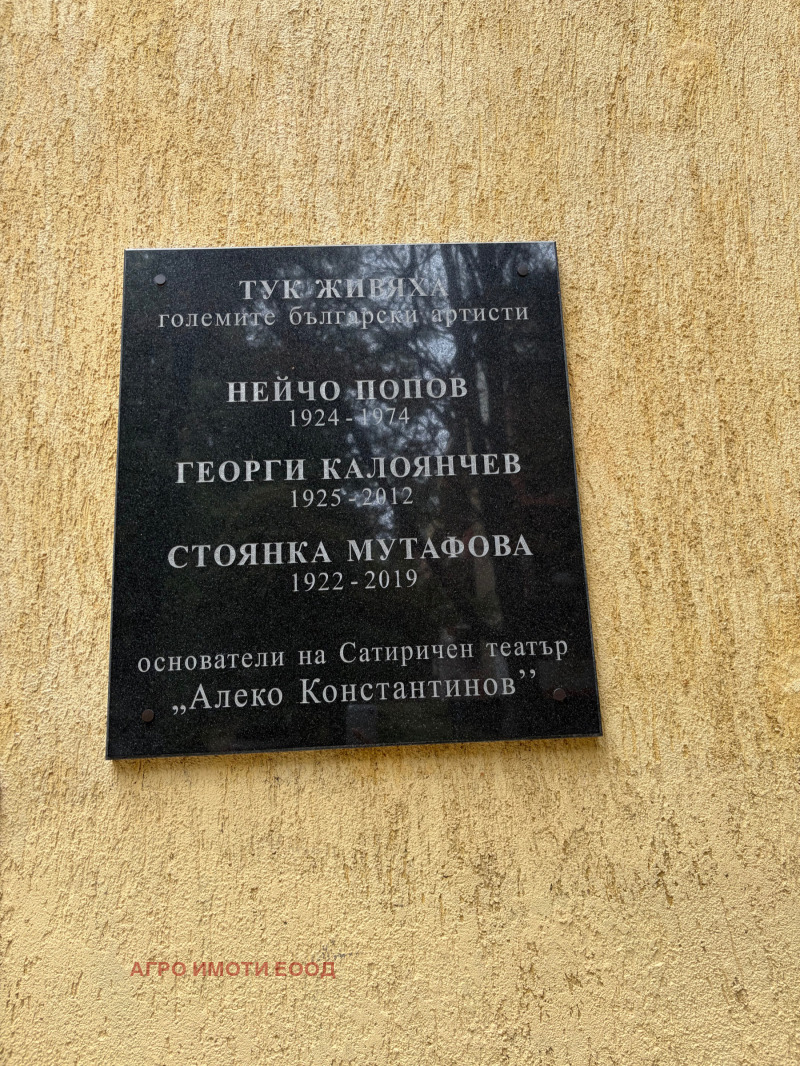 ТУК ЖИВЯХА
големите български артисти
НЕЙЧО ПОПОВ
1924 - 1974
ГЕОРГИ КАЛОЯНЧЕВ
1925 - 2012
СТОЯНКА МУТАФОВА
1922 - 2019
основатели на Сатиричен театър
„Алеко Константинов”
АГРО ИМОТИ ЕООД